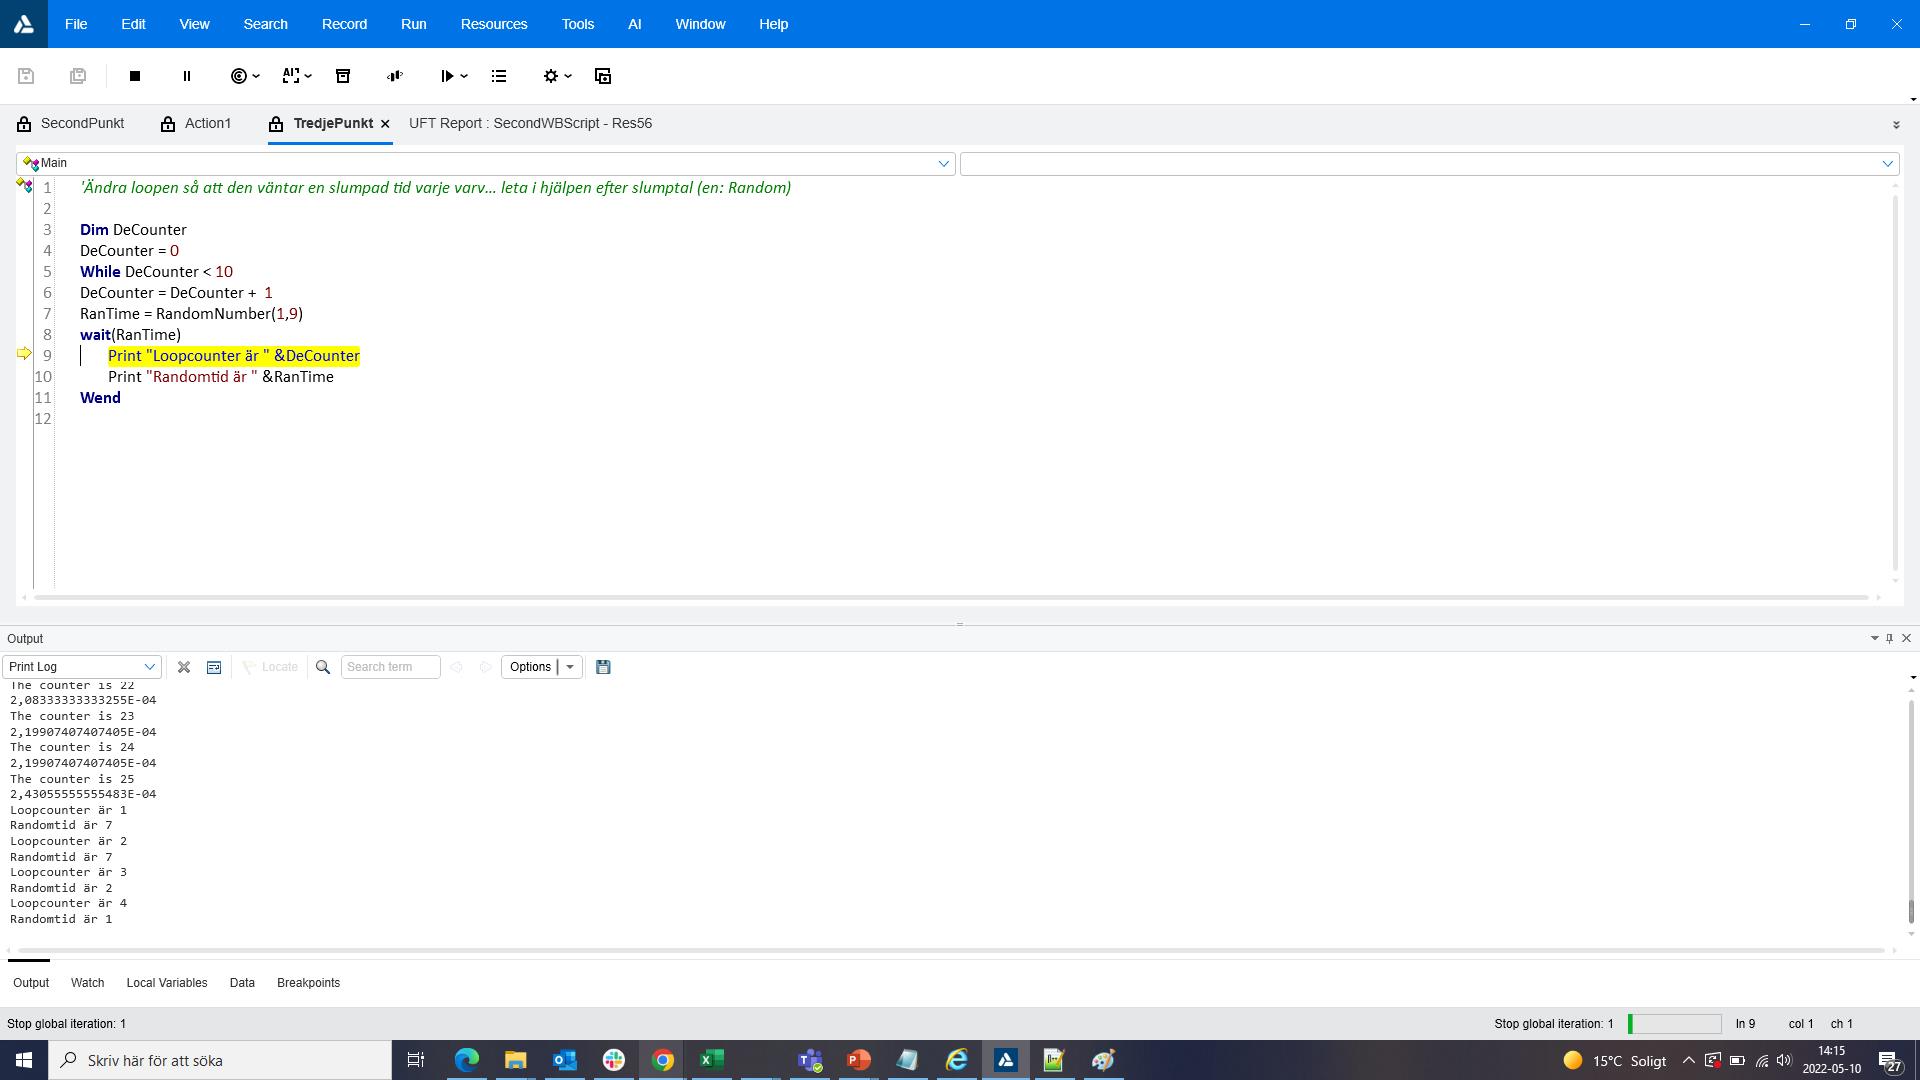 File Edit View Search Record Run Resources Tools AI Window Help
AI
SecondPunkt Action1 TredjePunkt UFT Report : SecondWBScript - Res56
Main
1 'Ändra loopen så att den väntar en slumpad tid varje varv... leta i hjälpen efter slumptal (en: Random)
2
3 Dim DeCounter
4 DeCounter = 0
5 While DeCounter < 10
6 DeCounter = DeCounter + 1
7 RanTime = RandomNumber(1,9)
8 wait(RanTime)
9 Print "Loopcounter är " &DeCounter
10 Print "Randomtid är " &RanTime
11 Wend
12
Output
Print Log Locate Search term Options
The counter is 22
2,08333333333255E-04
The counter is 23
2,19907407407405E-04
The counter is 24
2,19907407407405E-04
The counter is 25
2,43055555555483E-04
Loopcounter är 1
Randomtid är 7
Loopcounter är 2
Randomtid är 7
Loopcounter är 3
Randomtid är 2
Loopcounter är 4
Randomtid är 1
Output Watch Local Variables Data Breakpoints
Stop global iteration: 1 Stop global iteration: 1 ln 9 col 1 ch 1
Skriv här för att söka 15°C Soligt 14:15
2022-05-10 27